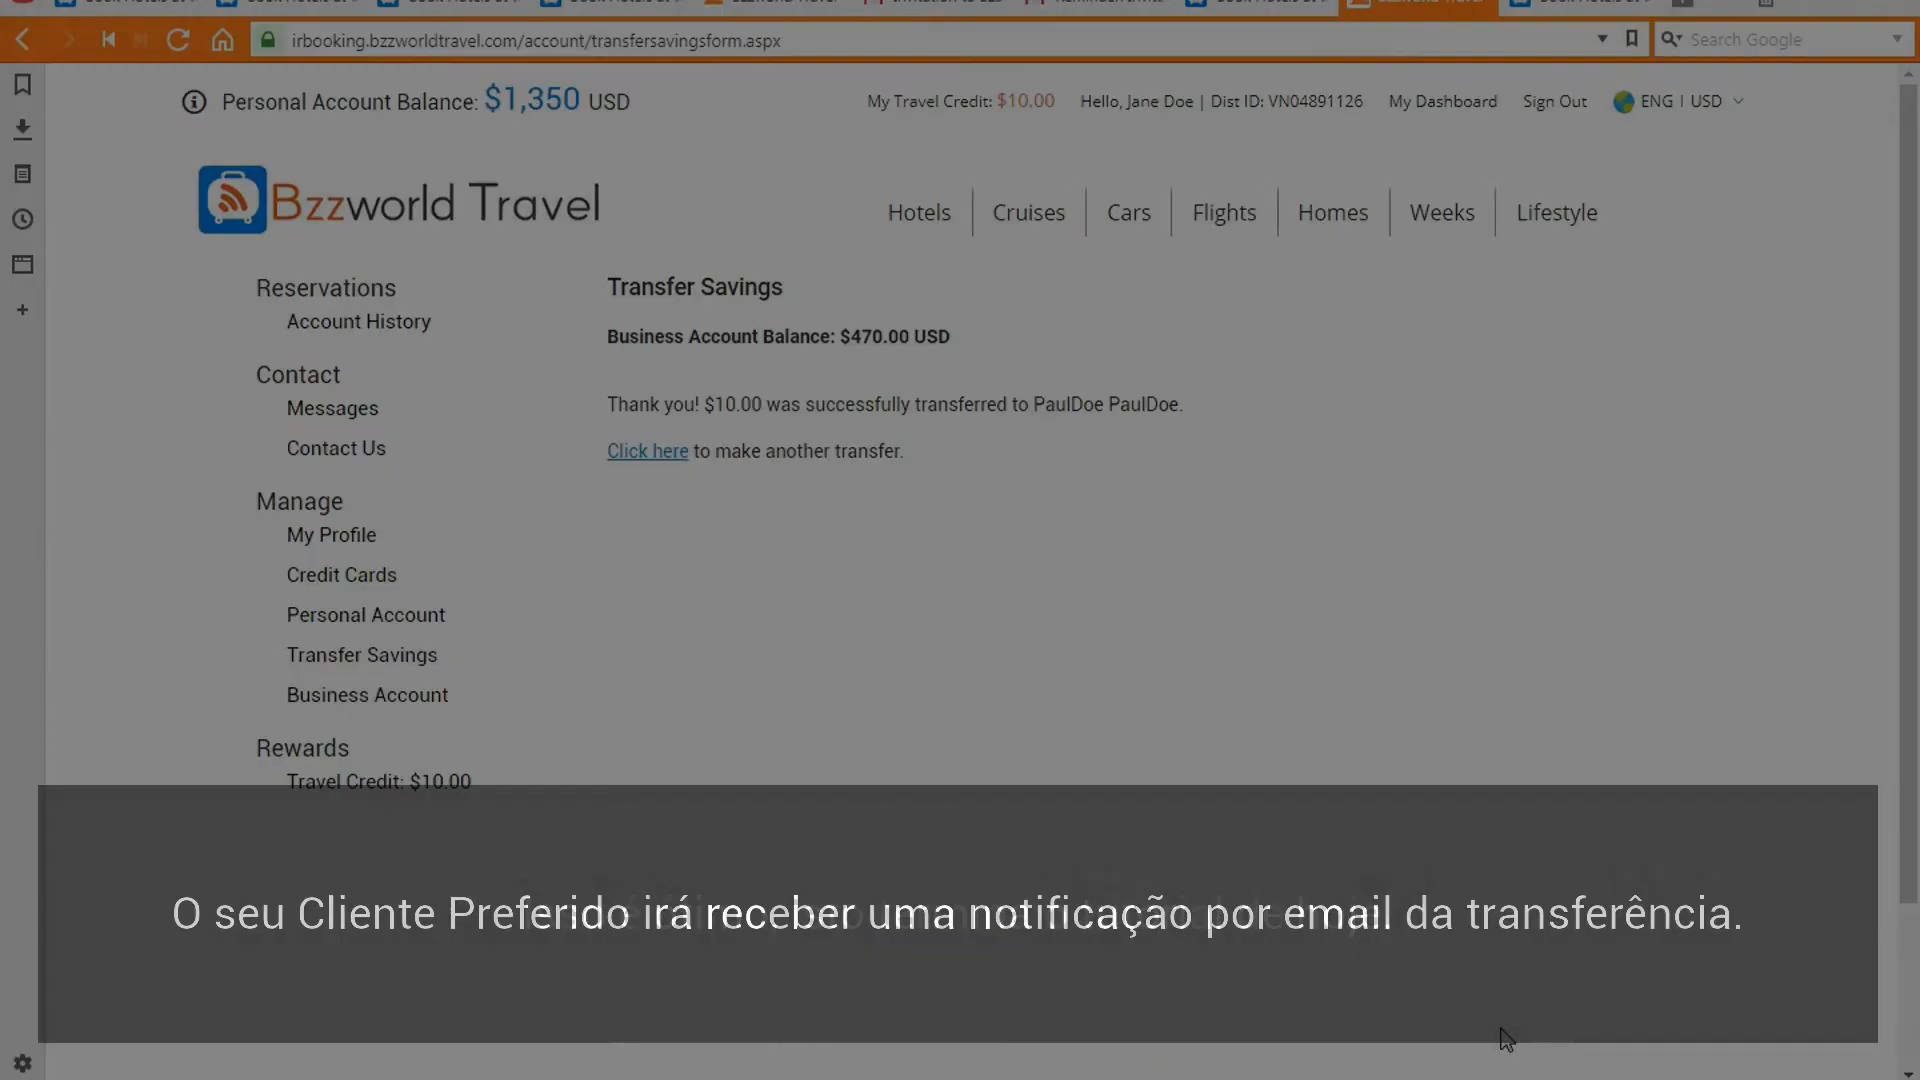 irbooking.bzzworldtravel.com/account/transfersavingsform.aspx
Search Google
Personal Account Balance: $1,350 USD
My Travel Credit: $10.00 Hello, Jane Doe | Dist ID: VN04891126 My Dashboard Sign Out ENG | USD
Bzzworld Travel
Hotels Cruises Cars Flights Homes Weeks Lifestyle
Reservations
Account History
Contact
Messages
Contact Us
Manage
My Profile
Credit Cards
Personal Account
Transfer Savings
Business Account
Rewards
Travel Credit: $10.00
Transfer Savings
Business Account Balance: $470.00 USD
Thank you! $10.00 was successfully transferred to PaulDoe PaulDoe.
Click here to make another transfer.
O seu Cliente Preferido irá receber uma notificação por email da transferência.